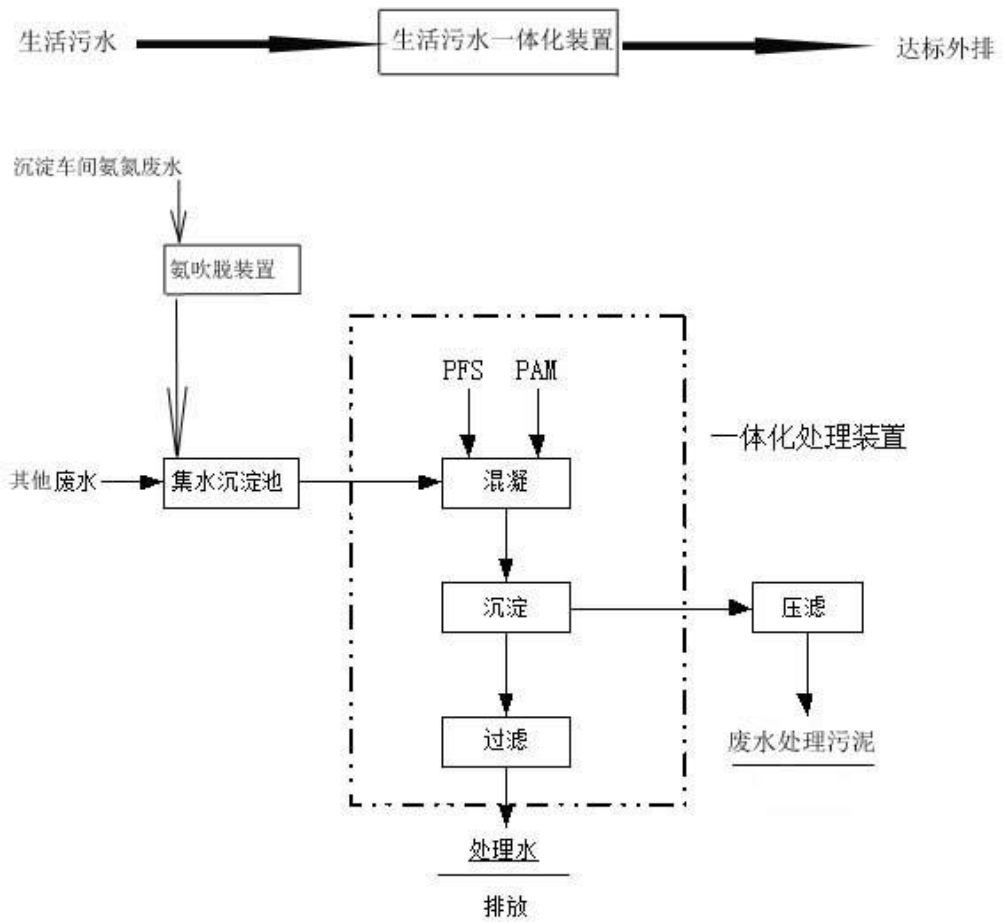 生活污水
生活污水一体化装置
达标外排
沉淀车间氨氮废水
氨吹脱装置
PFS
PAM
一体化处理装置
其他废水
集水沉淀池
混凝
沉淀
压滤
过滤
废水处理污泥
处理水
排放